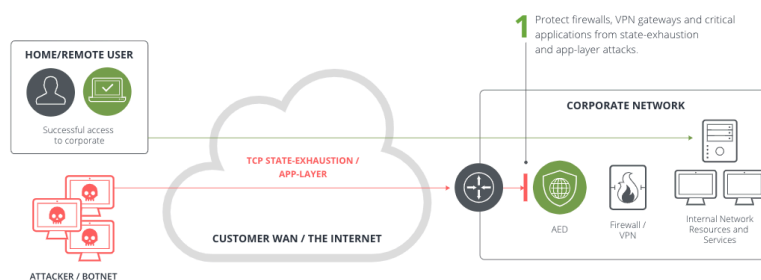 1
Protect firewalls, VPN gateways and critical
applications from state-exhaustion
and app-layer attacks.
HOME/REMOTE USER
Successful access
to corporate
TCP STATE-EXHAUSTION /
APP-LAYER
CUSTOMER WAN / THE INTERNET
ATTACKER / BOTNET
CORPORATE NETWORK
AED
Firewall /
VPN
Internal Network
Resources and
Services